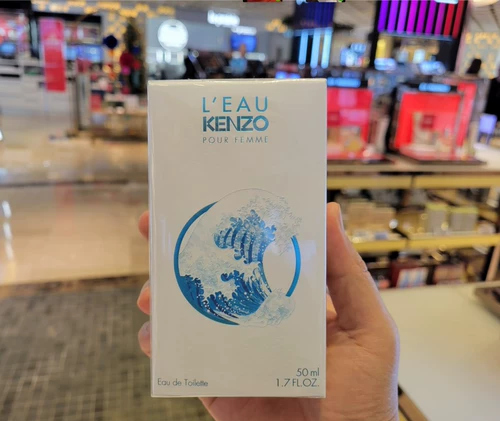 L'EAU
KENZO
POUR FEMME
Eau de Toilette
50 ml
1.7 FL.OZ.